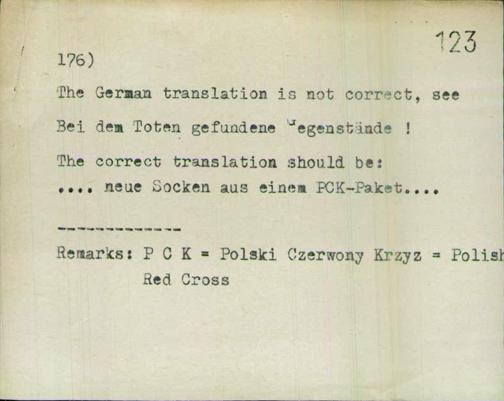 123
176)
The German translation is not correct, see
Bei dem Toten gefundene Gegenstände !
The correct translation should be:
.... neue Socken aus einem PCK-Paket....
-------------
Remarks: P C K = Polski Czerwony Krzyz = Polish
Red Cross